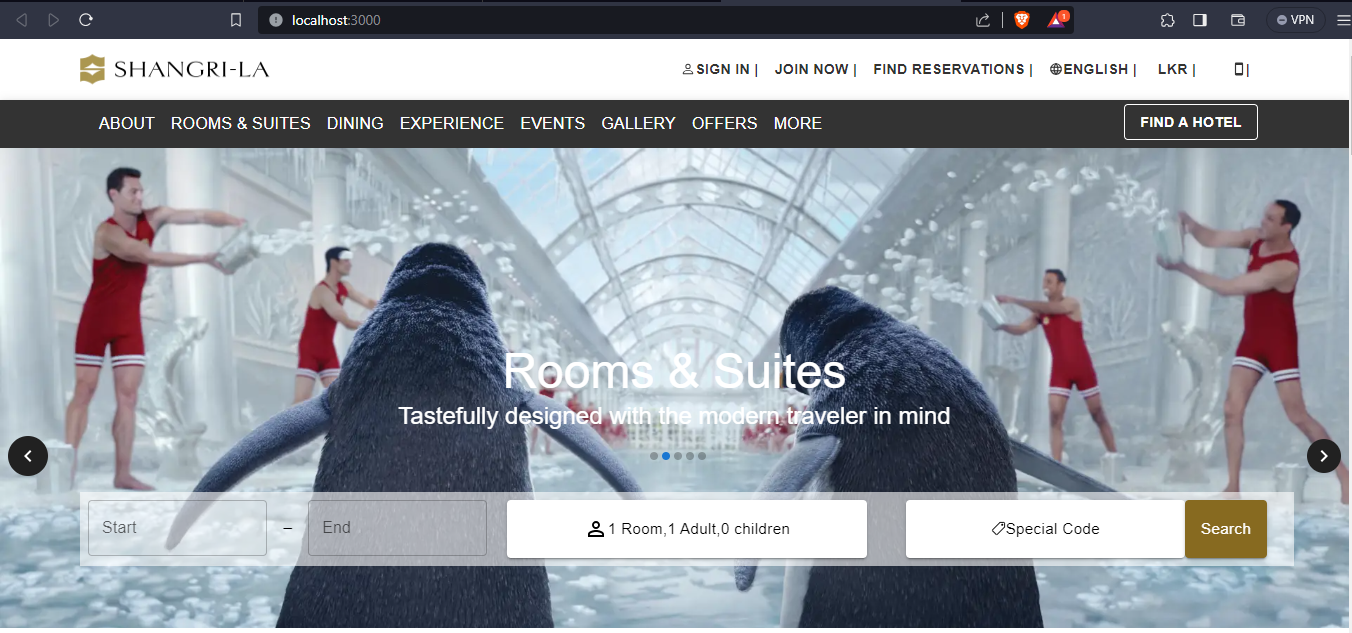 localhost:3000
1
VPN
SHANGRI-LA
SIGN IN |
JOIN NOW |
FIND RESERVATIONS |
ENGLISH |
LKR |
|
ABOUT
ROOMS & SUITES
DINING
EXPERIENCE
EVENTS
GALLERY
OFFERS
MORE
FIND A HOTEL
Rooms & Suites
Tastefully designed with the modern traveler in mind
Start
–
End
1 Room,1 Adult,0 children
Special Code
Search